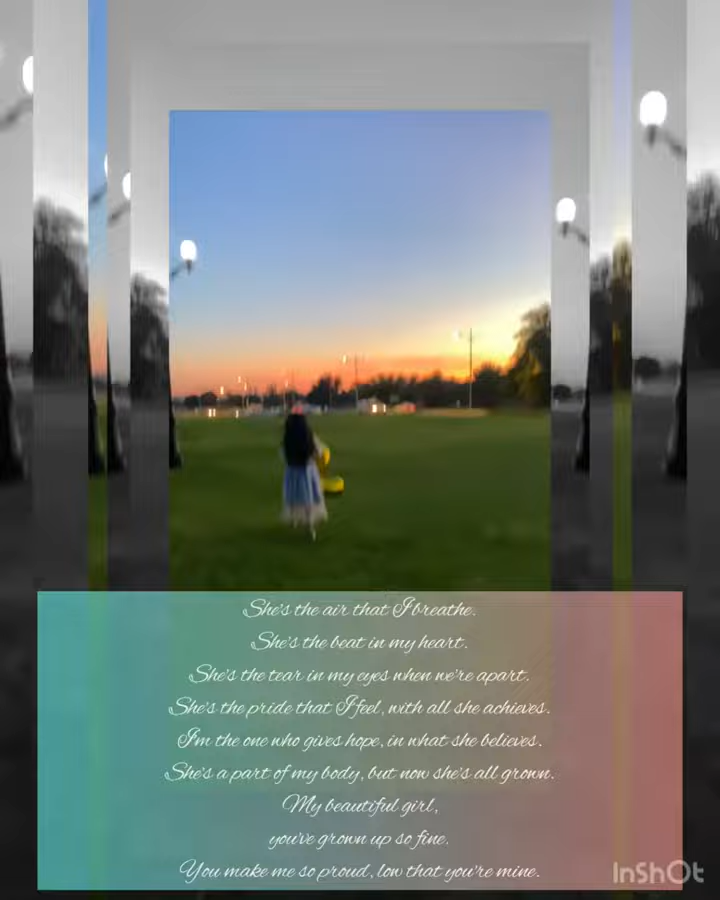 She's the air that I breathe.
She's the beat in my heart.
She's the tear in my eyes when we're apart.
She's the pride that I feel, with all she achieves.
I'm the one who gives hope, in what she believes.
She's a part of my body, but now she's all grown.
My beautiful girl,
you've grown up so fine.
You make me so proud, low that you're mine.
InShOt